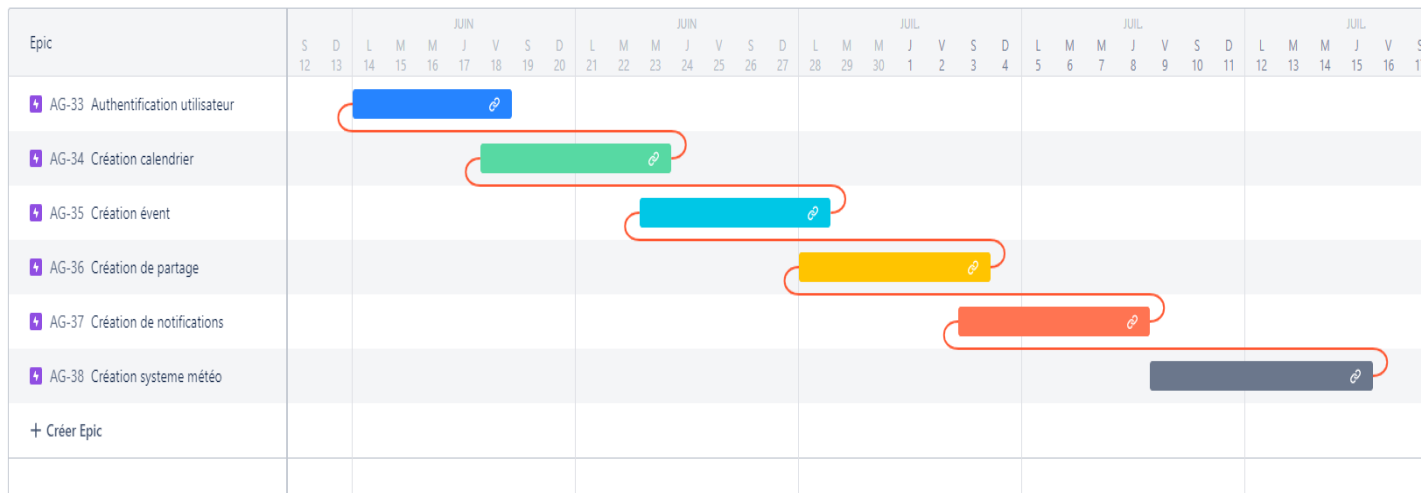 Epic
JUIN JUIN JUIL. JUIL. JUIL.
S D L M M J V S D L M M J V S D L M M J V S D L M M J V S D L M M J V S
12 13 14 15 16 17 18 19 20 21 22 23 24 25 26 27 28 29 30 1 2 3 4 5 6 7 8 9 10 11 12 13 14 15 16
AG-33 Authentification utilisateur
AG-34 Création calendrier
AG-35 Création évent
AG-36 Création de partage
AG-37 Création de notifications
AG-38 Création systeme météo
+ Créer Epic